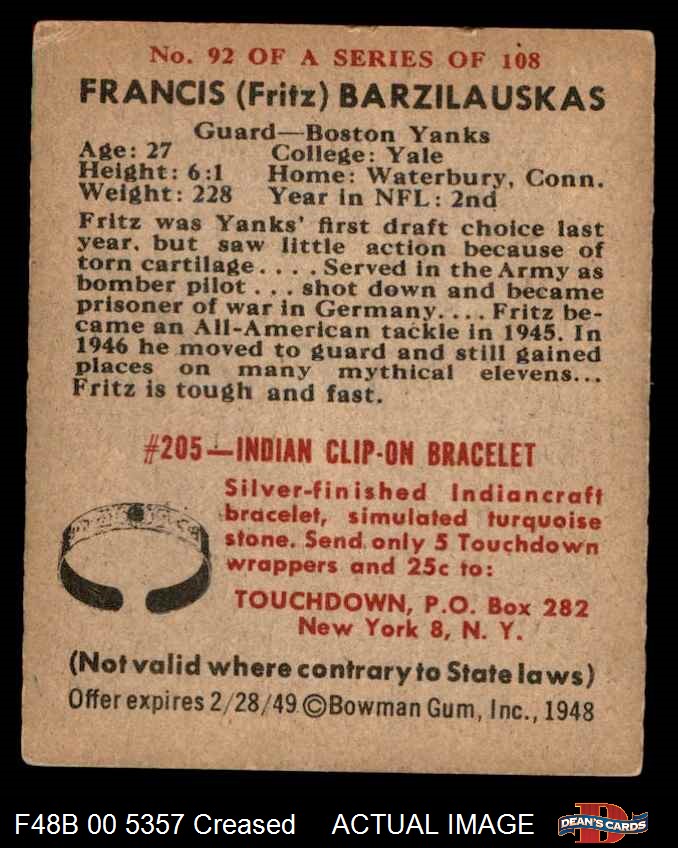 No. 92 OF A SERIES OF 108
FRANCIS (Fritz) BARZILAUSKAS
Guard—Boston Yanks
Age: 27 College: Yale
Height: 6:1 Home: Waterbury, Conn.
Weight: 228 Year in NFL: 2nd
Fritz was Yanks' first draft choice last
year, but saw little action because of
torn cartilage. . . . Served in the Army as
bomber pilot . . . shot down and became
prisoner of war in Germany. . . . Fritz be-
came an All-American tackle in 1945. In
1946 he moved to guard and still gained
places on many mythical elevens...
Fritz is tough and fast.
#205—INDIAN CLIP-ON BRACELET
Silver-finished Indiancraft
bracelet, simulated turquoise
stone. Send only 5 Touchdown
wrappers and 25c to:
TOUCHDOWN, P.O. Box 282
New York 8, N. Y.
(Not valid where contrary to State laws)
Offer expires 2/28/49 ©Bowman Gum, Inc., 1948
F48B 00 5357 Creased ACTUAL IMAGE
D
DEAN'S CARDS